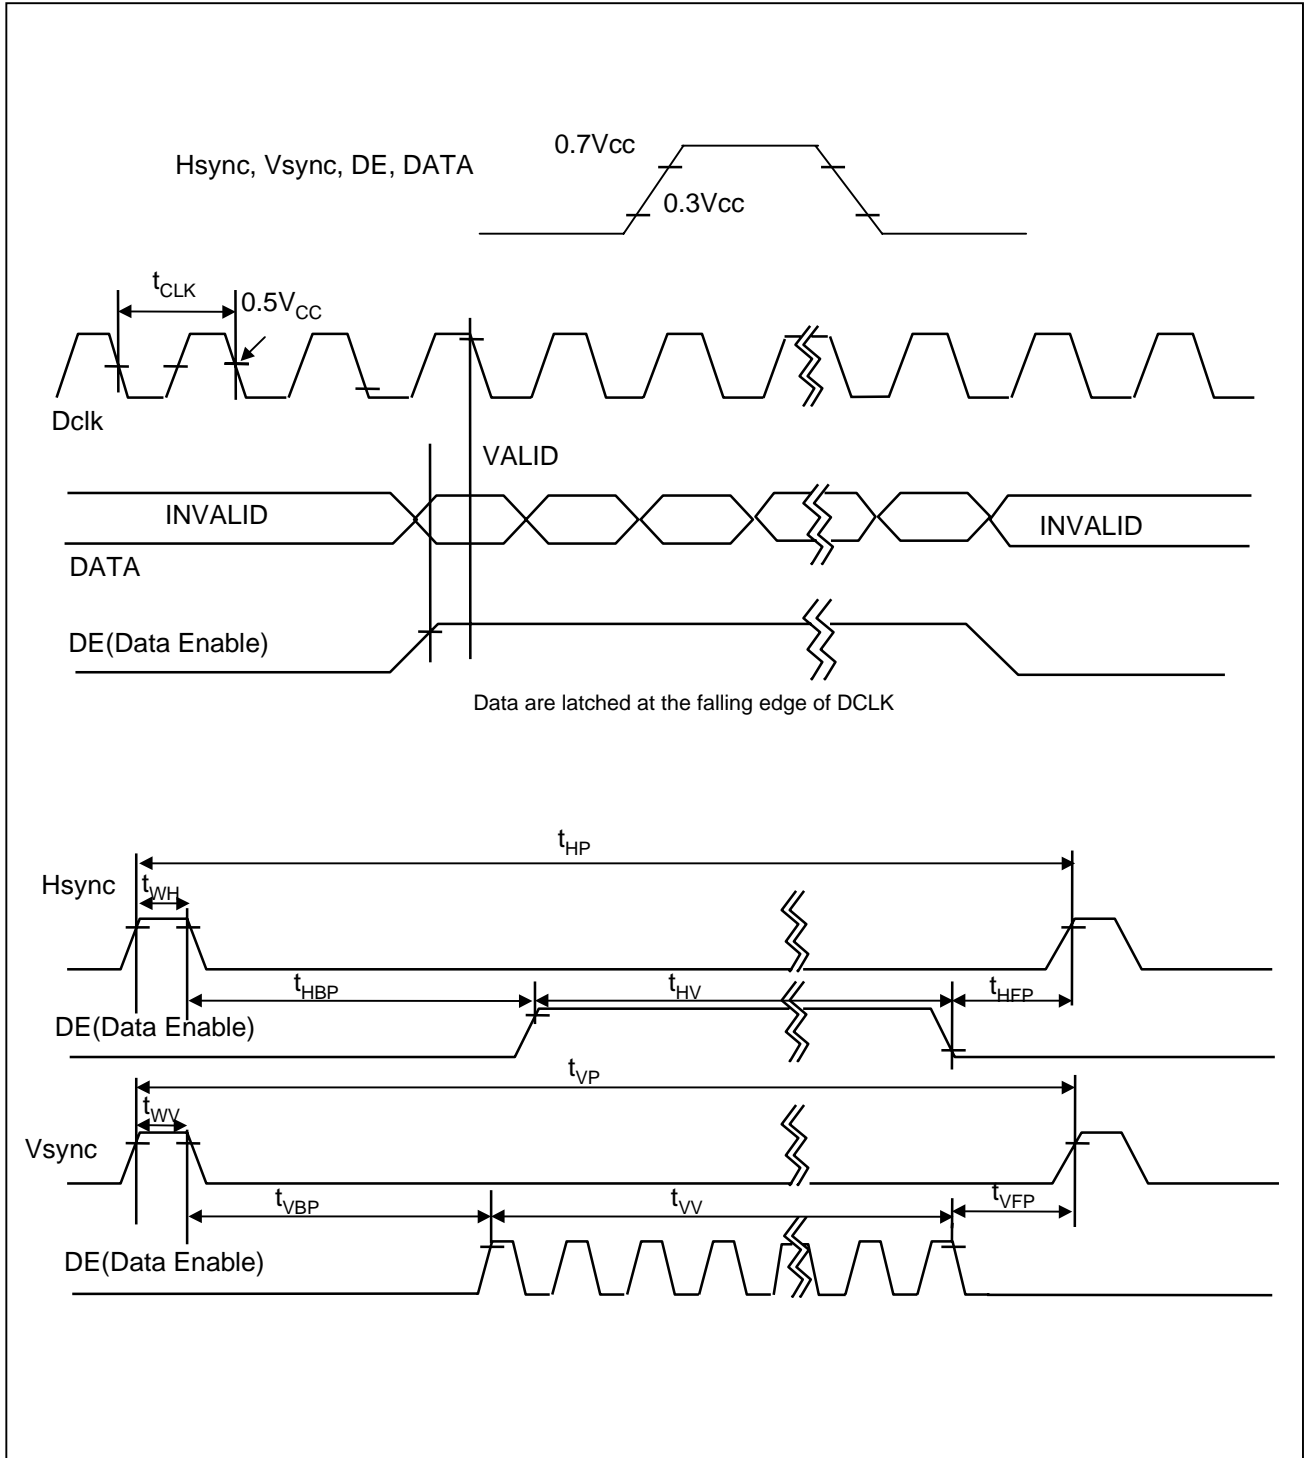 0.7Vcc
Hsync, Vsync, DE, DATA
0.3Vcc
tCLK
0.5VCC
Dclk
VALID
INVALID
INVALID
DATA
DE(Data Enable)
Data are latched at the falling edge of DCLK
tHP
Hsync
tWH
tHBP
tHV
tHFP
DE(Data Enable)
tVP
tWV
Vsync
tVBP
tVV
tVFP
DE(Data Enable)